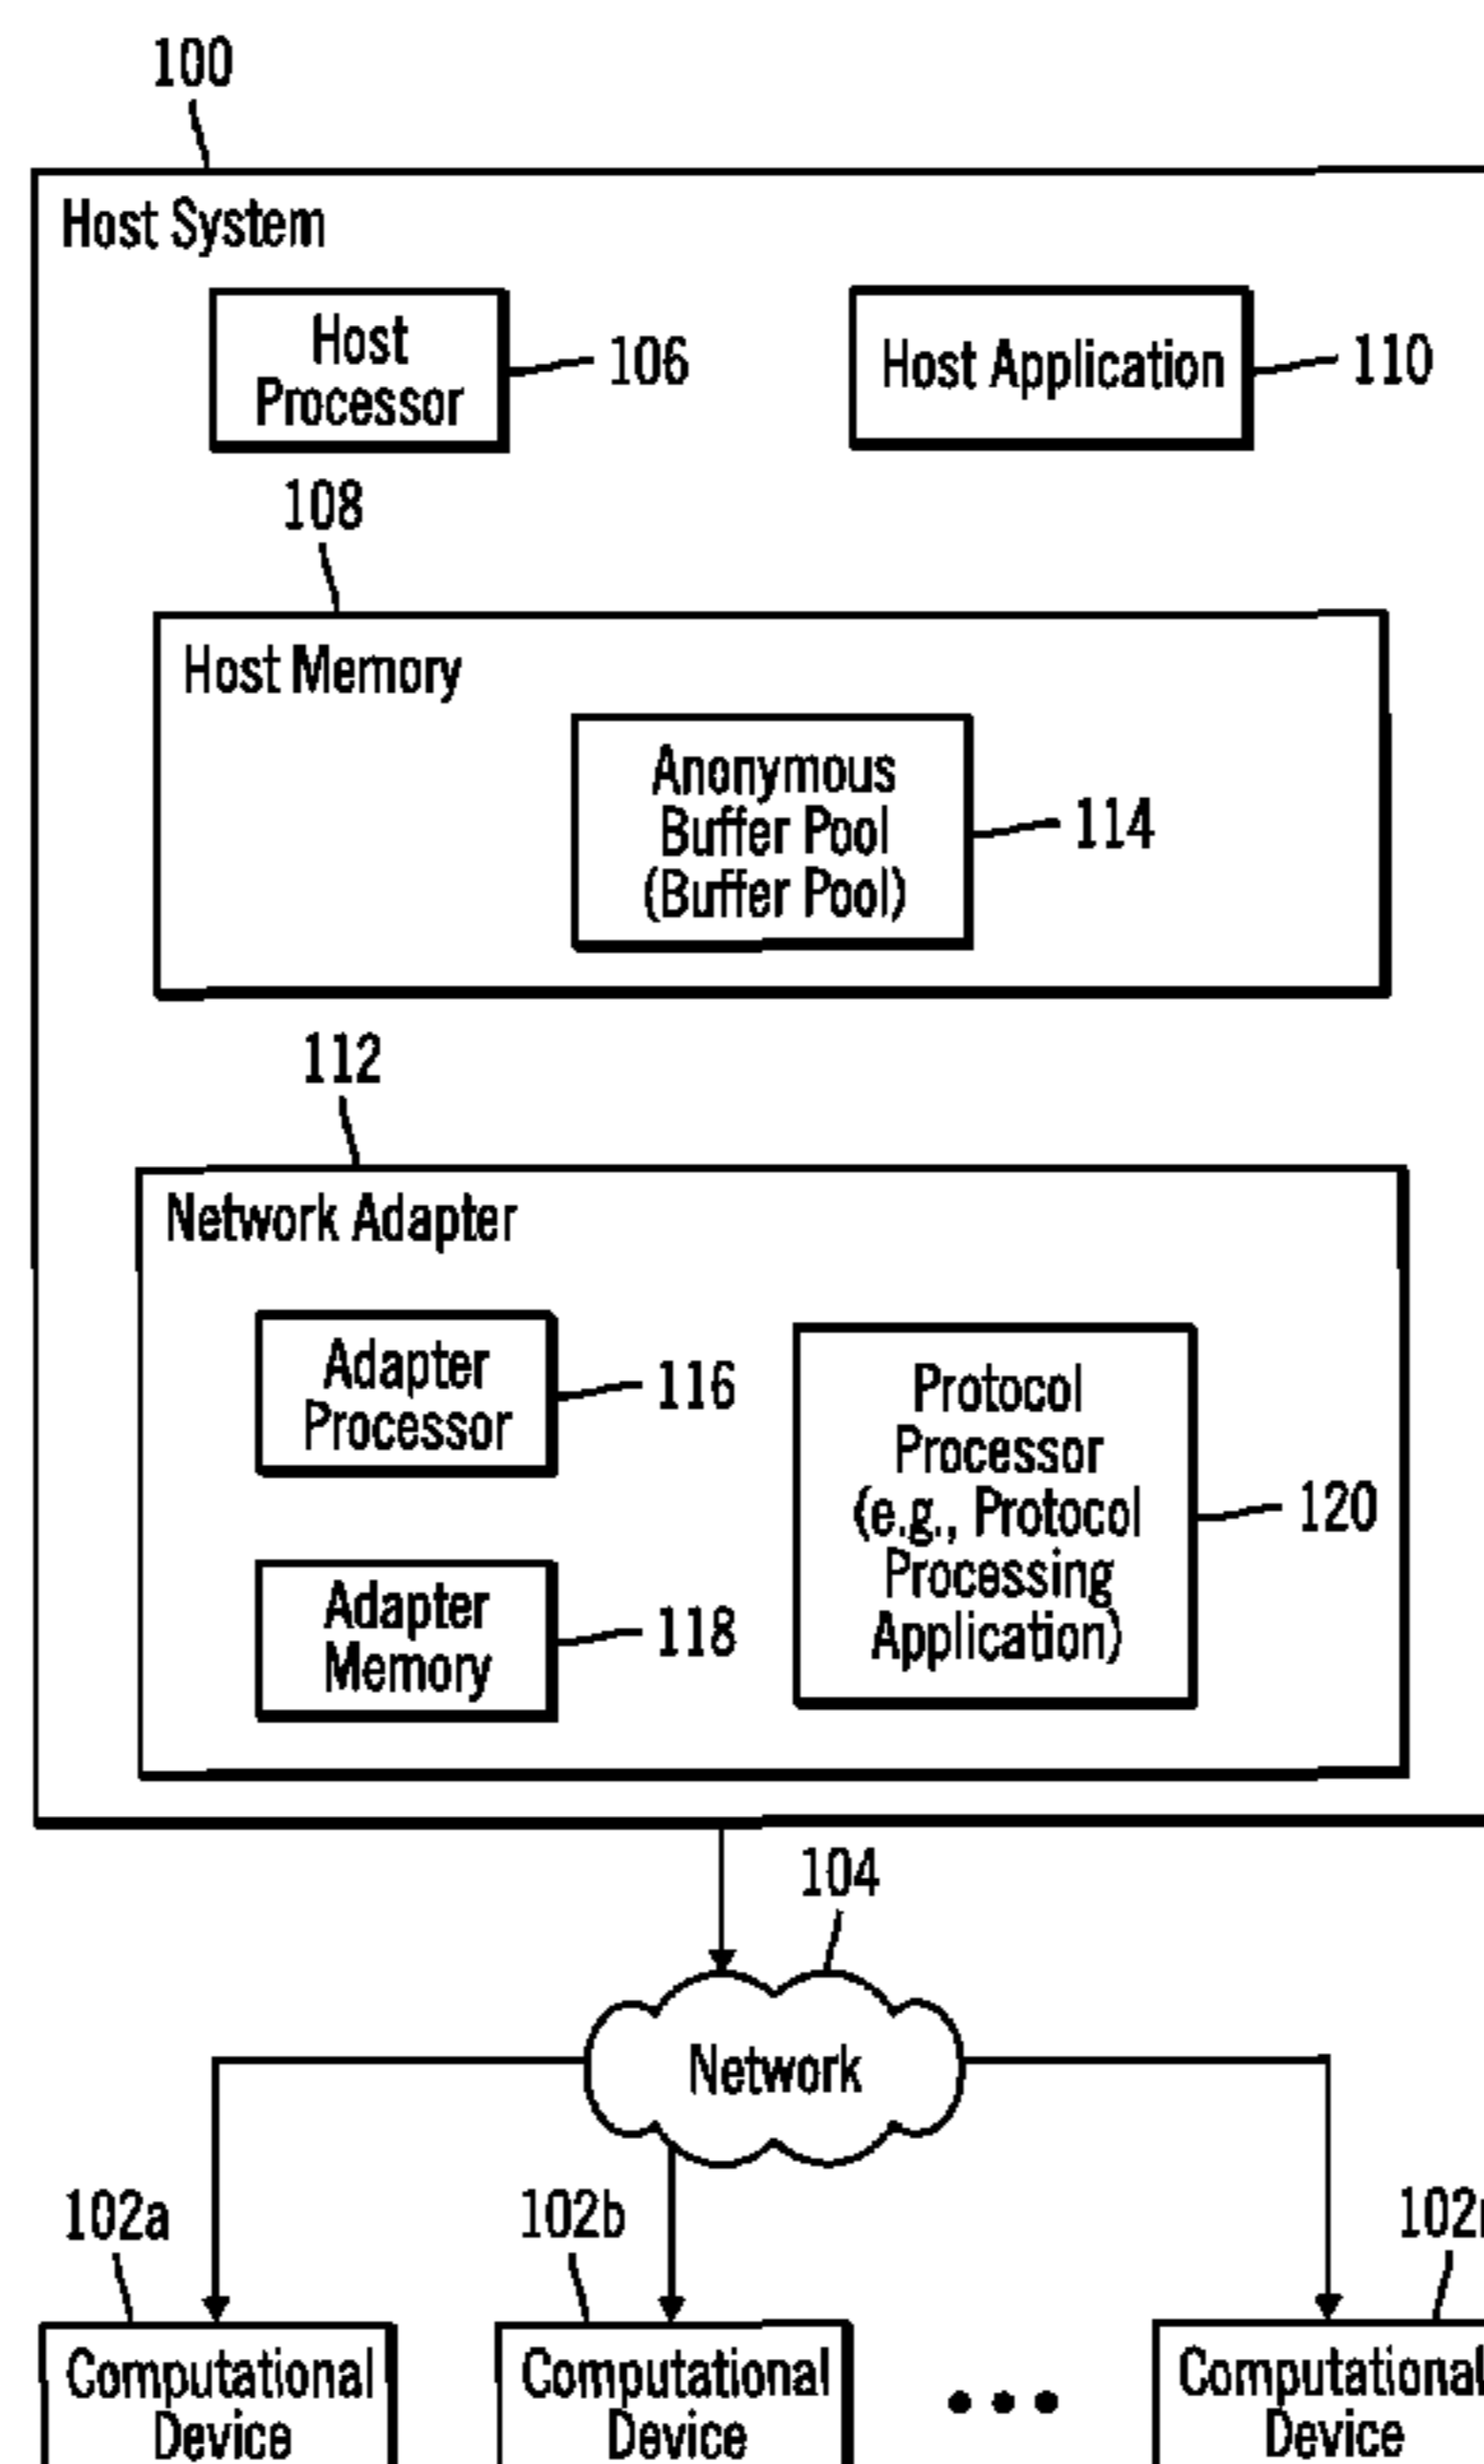 100
Host System
Host
Processor
106
Host Application
110
108
Host Memory
Anonymous
Buffer Pool
(Buffer Pool)
114
112
Network Adapter
Adapter
Processor
116
Protocol
Processor
(e.g., Protocol
Processing
Application)
120
Adapter
Memory
118
104
Network
102a
102b
Computational
Device
Computational
Device
Computational
Device